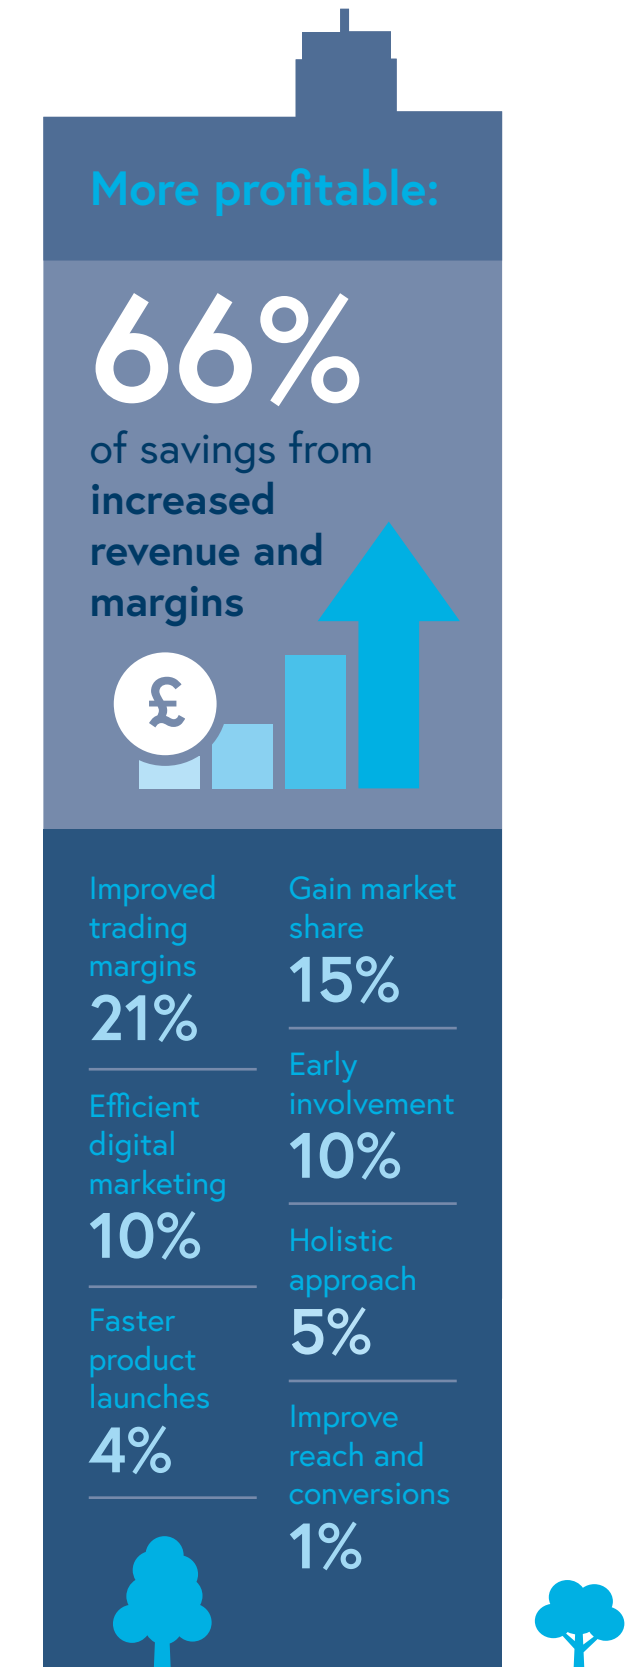 More profitable:
66%
of savings from
increased
revenue and
margins
£
Improved
trading
margins
21%
Efficient
digital
marketing
10%
Faster
product
launches
4%
Gain market
share
15%
Early
involvement
10%
Holistic
approach
5%
Improve
reach and
conversions
1%